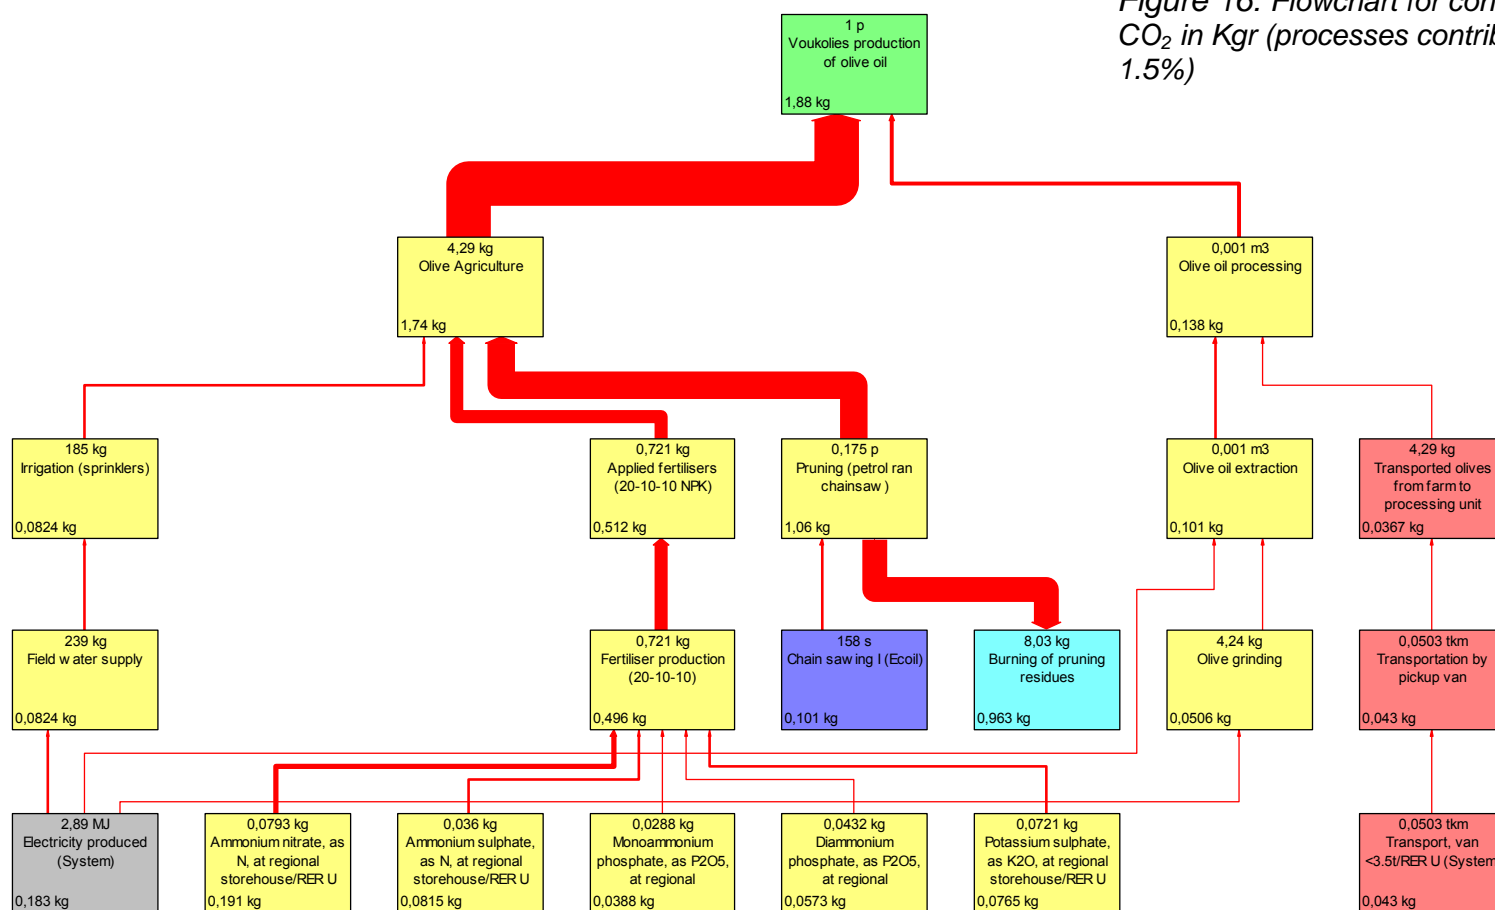 Figure 16: Flowchart for con
CO₂ in Kgr (processes contrib
1.5%)
1 p
Voukolies production
of olive oil
1,88 kg
4,29 kg
Olive Agriculture
1,74 kg
0,001 m3
Olive oil processing
0,138 kg
185 kg
Irrigation (sprinklers)
0,0824 kg
0,721 kg
Applied fertilisers
(20-10-10 NPK)
0,512 kg
0,175 p
Pruning (petrol ran
chainsaw)
1,06 kg
0,001 m3
Olive oil extraction
0,101 kg
4,29 kg
Transported olives
from farm to
processing unit
0,0367 kg
239 kg
Field water supply
0,0824 kg
0,721 kg
Fertiliser production
(20-10-10)
0,496 kg
158 s
Chain sawing I (Ecoil)
0,101 kg
8,03 kg
Burning of pruning
residues
0,963 kg
4,24 kg
Olive grinding
0,0506 kg
0,0503 tkm
Transportation by
pickup van
0,043 kg
2,89 MJ
Electricity produced
(System)
0,183 kg
0,0793 kg
Ammonium nitrate, as
N, at regional
storehouse/RER U
0,191 kg
0,036 kg
Ammonium sulphate,
as N, at regional
storehouse/RER U
0,0815 kg
0,0288 kg
Monoammonium
phosphate, as P2O5,
at regional
0,0388 kg
0,0432 kg
Diammonium
phosphate, as P2O5,
at regional
0,0573 kg
0,0721 kg
Potassium sulphate,
as K2O, at regional
storehouse/RER U
0,0765 kg
0,0503 tkm
Transport, van
<3.5t/RER U (System
0,043 kg